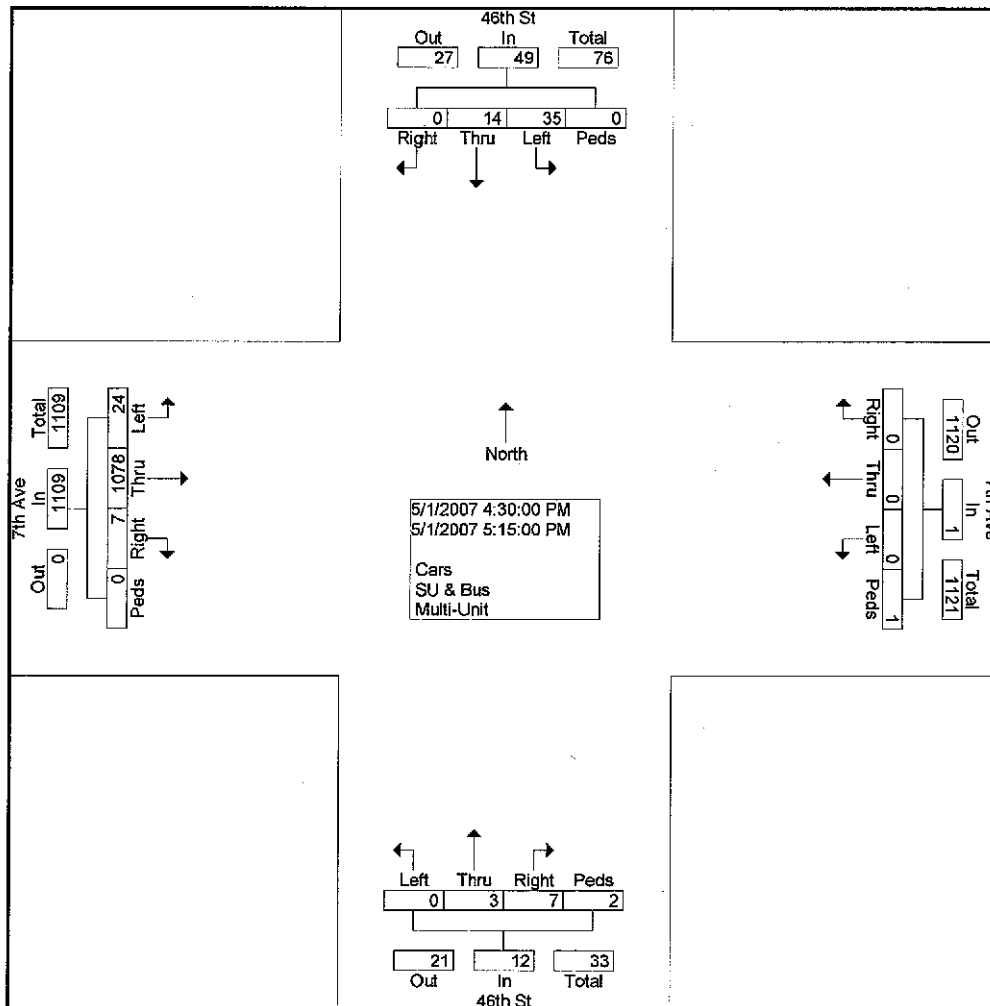 46th St
Out In Total
27 49 76
0 14 35 0
Right Thru Left Peds
7th Ave
Total In Out
1109 1109 0
24 1078 7 0
Left Thru Right Peds
North
5/1/2007 4:30:00 PM
5/1/2007 5:15:00 PM
Cars
SU & Bus
Multi-Unit
Right Thru Left Peds
0 0 0 1
Out In Total
1120 1 1121
Ave
Left Thru Right Peds
0 3 7 2
21 12 33
Out In Total
46th St